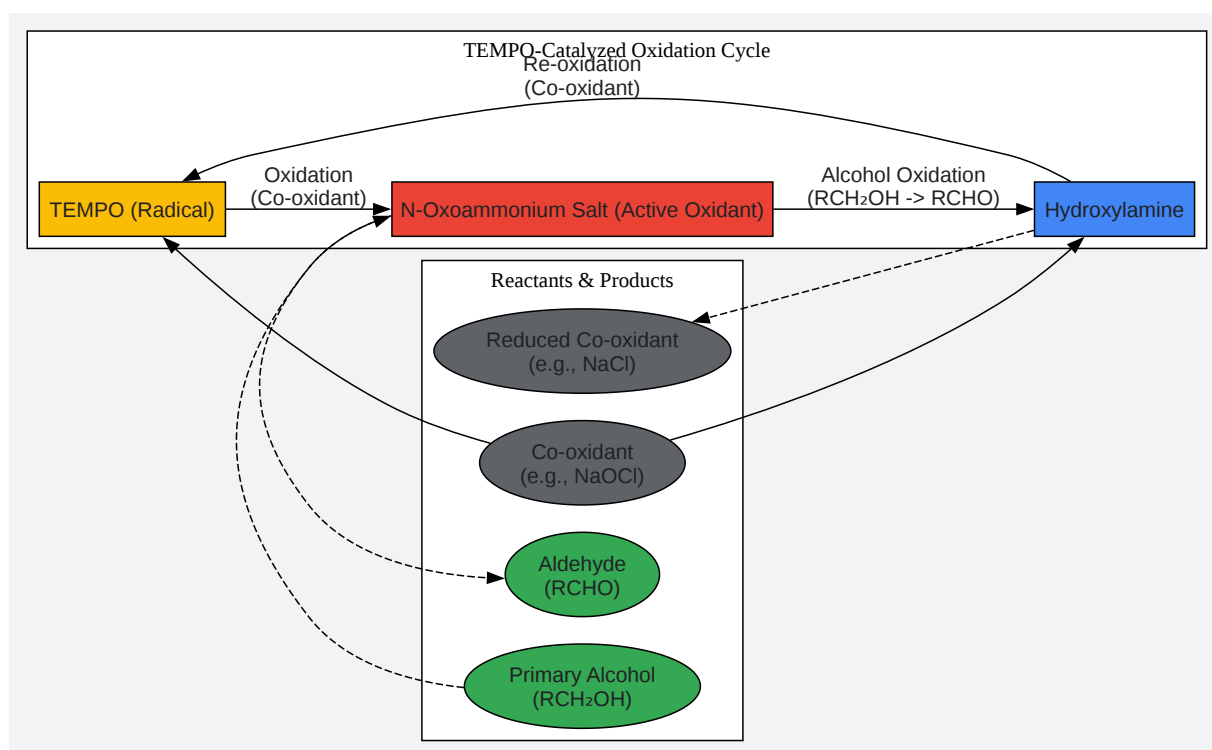 TEMPO-Catalyzed Oxidation Cycle
Re-oxidation
(Co-oxidant)
Oxidation
(Co-oxidant)
Alcohol Oxidation
(RCH₂OH -> RCHO)
TEMPO (Radical)
N-Oxoammonium Salt (Active Oxidant)
Hydroxylamine
Reactants & Products
Reduced Co-oxidant
(e.g., NaCl)
Co-oxidant
(e.g., NaOCl)
Aldehyde
(RCHO)
Primary Alcohol
(RCH₂OH)